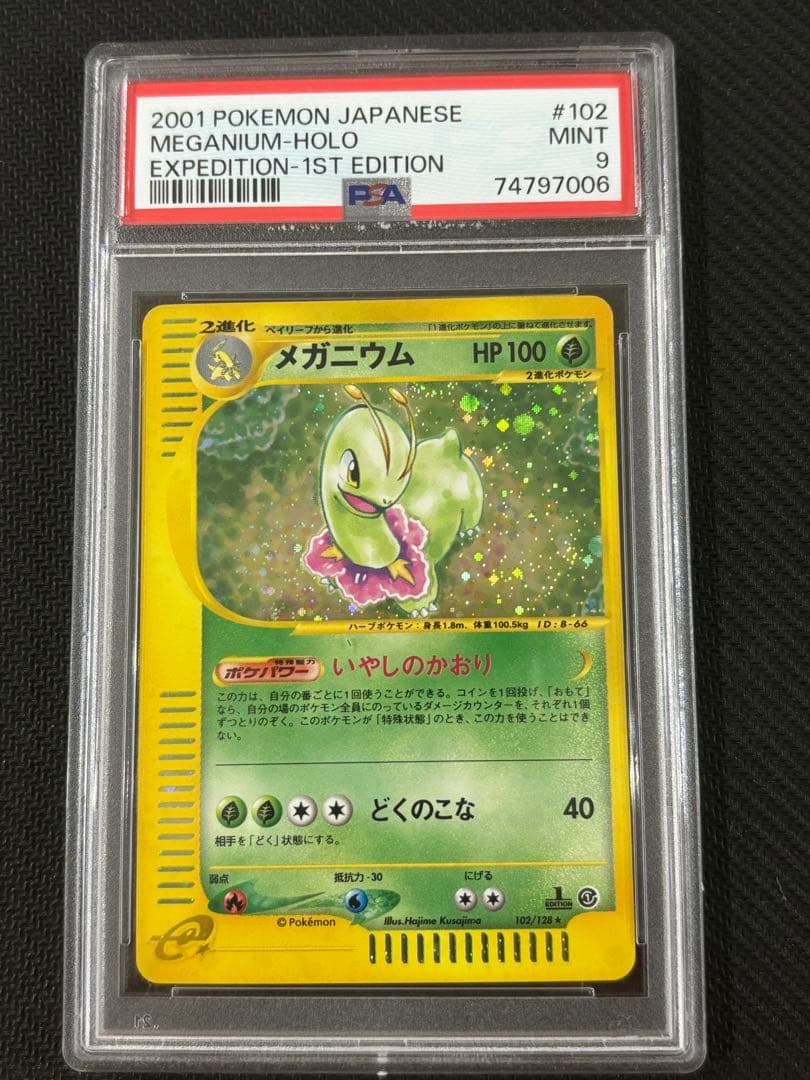 2001 POKEMON JAPANESE #102
MEGANIUM-HOLO MINT
EXPEDITION-1ST EDITION 9
PSA 74797006
2進化 ベイリーフから進化 「1進化ポケモン」の上に重ねて進化させます。
メガニウム HP 100
2進化ポケモン
ハーブポケモン:身長1.8m、体重100.5kg ID:B-66
特殊能力
ポケパワー いやしのかおり
この力は、自分の番ごとに1回使うことができる。コインを1回投げ、「おもて」
なら、自分の場のポケモン全員にのっているダメージカウンターを、それぞれ1個
ずつとりのぞく。このポケモンが「特殊状態」のとき、この力を使うことはでき
ない。
どくのこな 40
相手を「どく」状態にする。
弱点 抵抗力-30 にげる
1 EDITION
© Pokémon Illus.Hajime Kusajima 102/128★
e